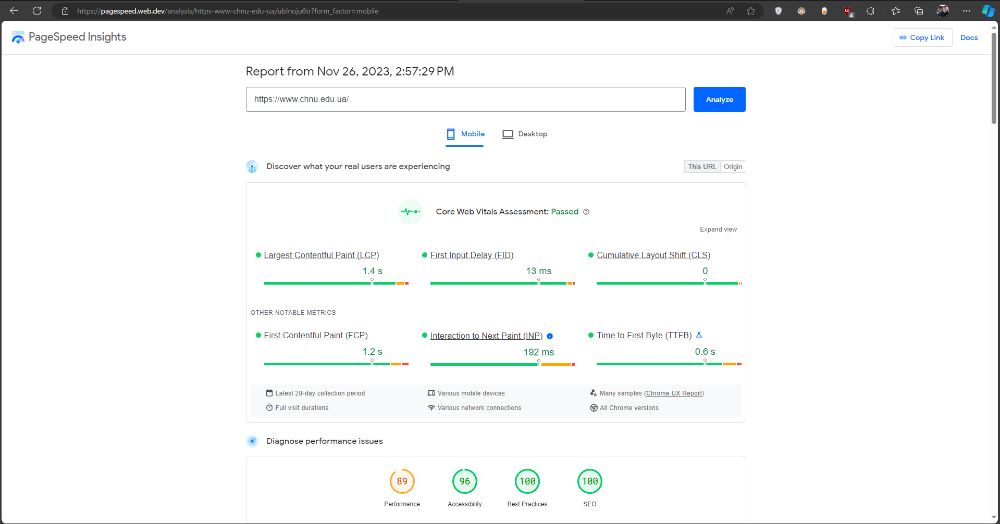 https://pagespeed.web.dev/analysis/https-www-chnu-edu-ua/ublnoju6tr?form_factor=mobile
4
PageSpeed Insights
Copy Link
Docs
Report from Nov 26, 2023, 2:57:29 PM
https://www.chnu.edu.ua/
Analyze
Mobile
Desktop
Discover what your real users are experiencing
This URL
Origin
Core Web Vitals Assessment: Passed
Expand view
Largest Contentful Paint (LCP)
1.4 s
First Input Delay (FID)
13 ms
Cumulative Layout Shift (CLS)
0
OTHER NOTABLE METRICS
First Contentful Paint (FCP)
1.2 s
Interaction to Next Paint (INP)
192 ms
Time to First Byte (TTFB)
0.6 s
Latest 28-day collection period
Various mobile devices
Many samples (Chrome UX Report)
Full visit durations
Various network connections
All Chrome versions
Diagnose performance issues
89
Performance
96
Accessibility
100
Best Practices
100
SEO